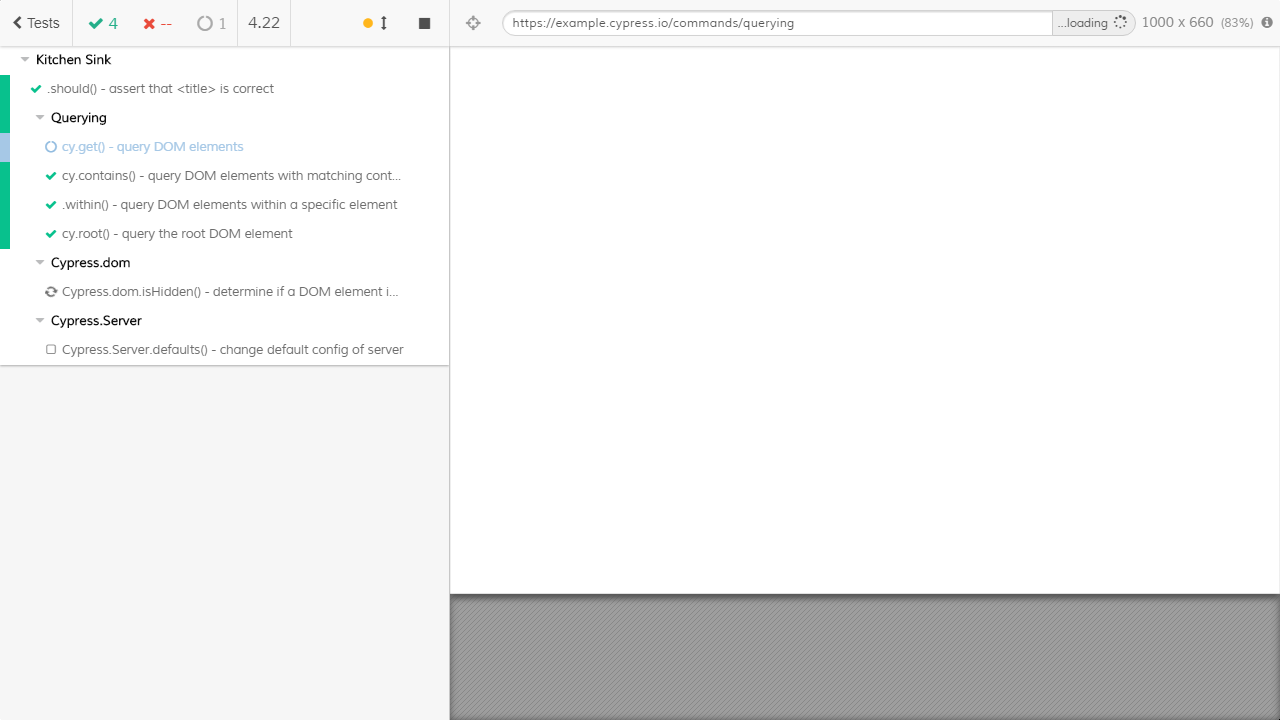 Tests 4 -- 1 4.22
https://example.cypress.io/commands/querying ...loading 1000 x 660 (83%)
Kitchen Sink
.should() - assert that <title> is correct
Querying
cy.get() - query DOM elements
cy.contains() - query DOM elements with matching cont...
.within() - query DOM elements within a specific element
cy.root() - query the root DOM element
Cypress.dom
Cypress.dom.isHidden() - determine if a DOM element i...
Cypress.Server
Cypress.Server.defaults() - change default config of server